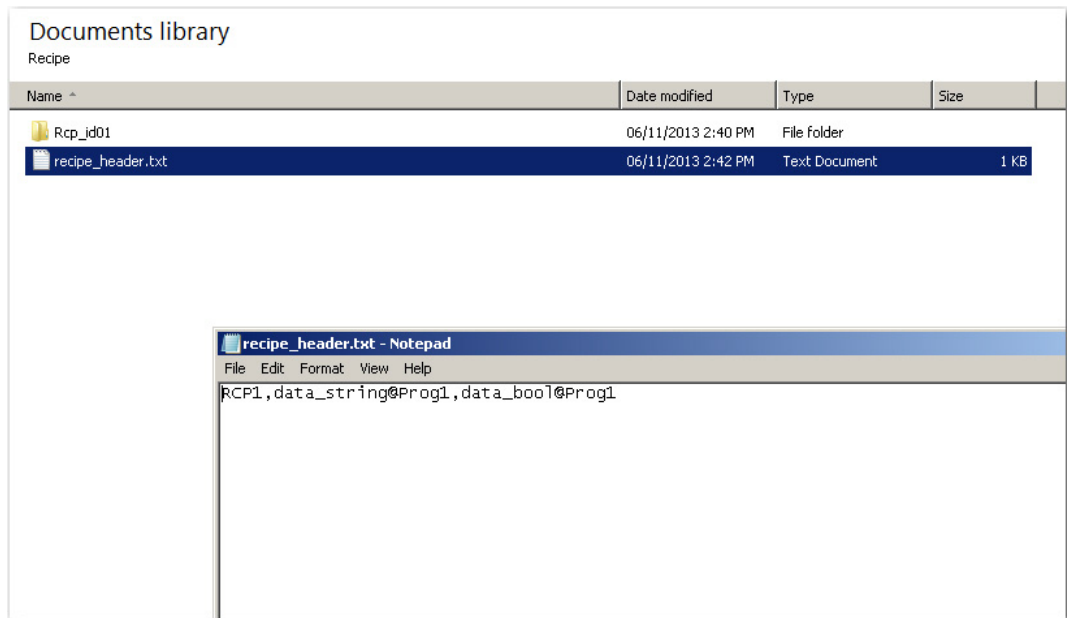 Documents library
Recipe
Name Date modified Type Size
Rcp_id01 06/11/2013 2:40 PM File folder
recipe_header.txt 06/11/2013 2:42 PM Text Document 1 KB
recipe_header.txt - Notepad
File Edit Format View Help
RCP1,data_string@Prog1,data_bool@Prog1